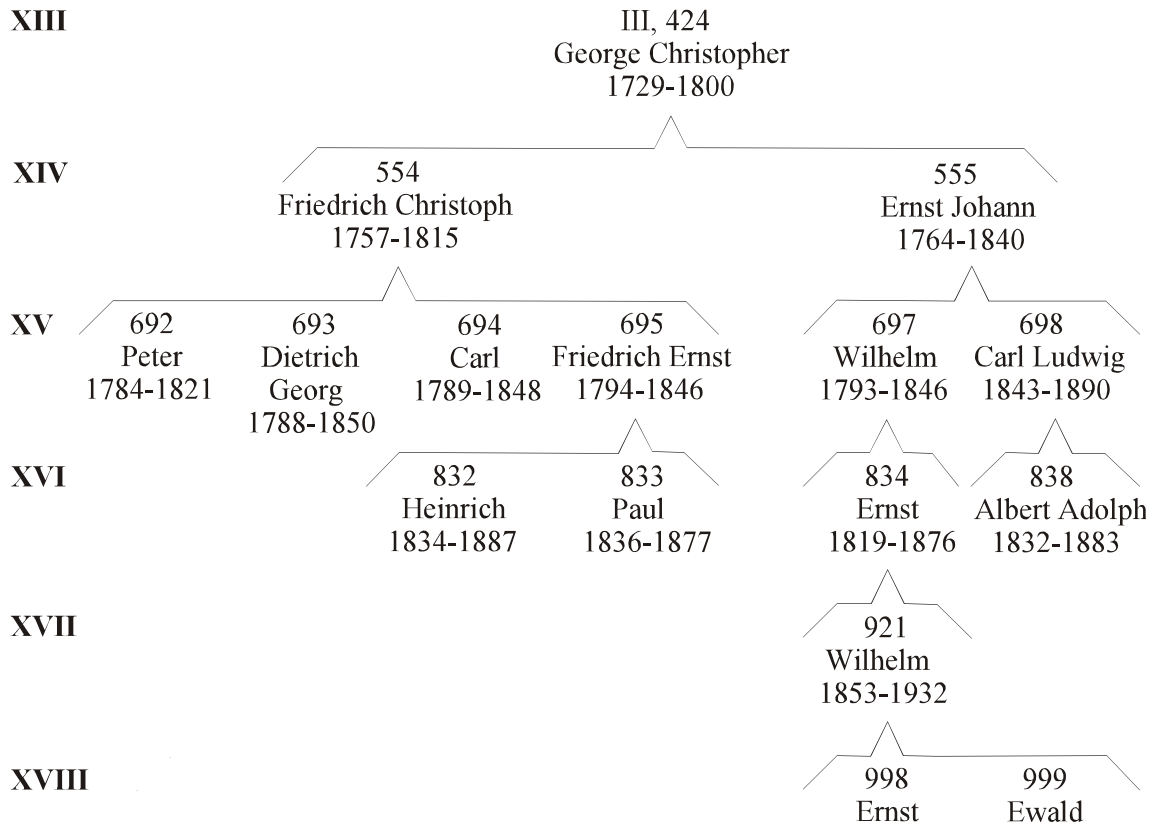 XIII
III, 424
George Christopher
1729-1800
XIV
554
Friedrich Christoph
1757-1815
555
Ernst Johann
1764-1840
XV
692
Peter
1784-1821
693
Dietrich
Georg
1788-1850
694
Carl
1789-1848
695
Friedrich Ernst
1794-1846
697
Wilhelm
1793-1846
698
Carl Ludwig
1843-1890
XVI
832
Heinrich
1834-1887
833
Paul
1836-1877
834
Ernst
1819-1876
838
Albert Adolph
1832-1883
XVII
921
Wilhelm
1853-1932
XVIII
998
Ernst
999
Ewald